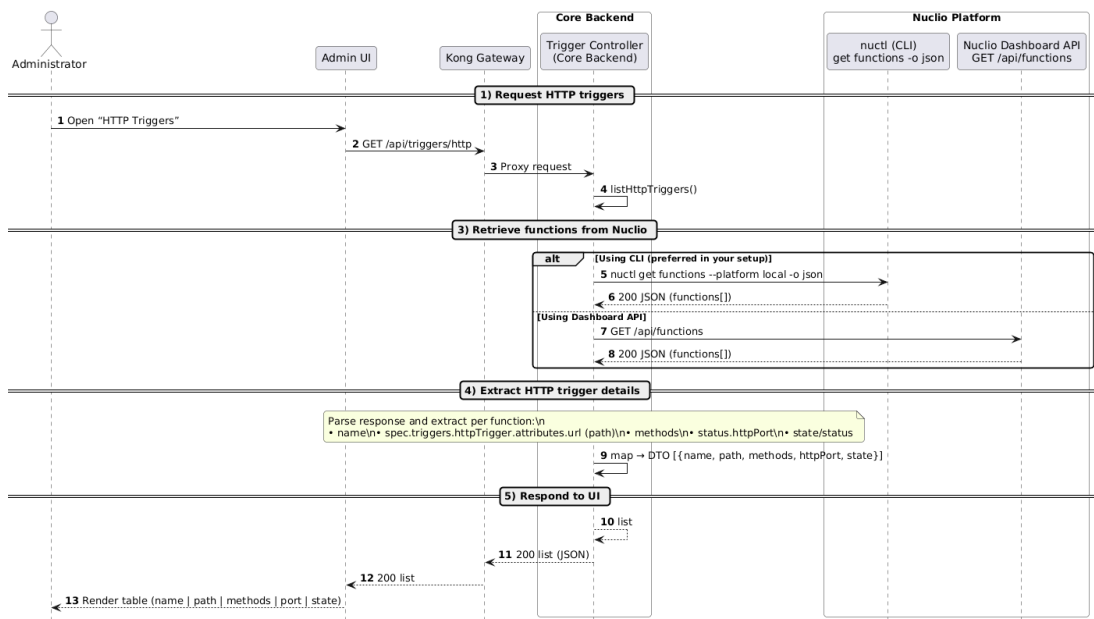 Core Backend
Nuclio Platform
Administrator
Admin UI
Kong Gateway
Trigger Controller
(Core Backend)
nuctl (CLI)
get functions -o json
Nuclio Dashboard API
GET /api/functions
1) Request HTTP triggers
1 Open “HTTP Triggers”
2 GET /api/triggers/http
3 Proxy request
4 listHttpTriggers()
3) Retrieve functions from Nuclio
alt [Using CLI (preferred in your setup)]
5 nuctl get functions --platform local -o json
6 200 JSON (functions[])
[Using Dashboard API]
7 GET /api/functions
8 200 JSON (functions[])
4) Extract HTTP trigger details
Parse response and extract per function:\n
• name\n• spec.triggers.httpTrigger.attributes.url (path)\n• methods\n• status.httpPort\n• state/status
9 map → DTO [{name, path, methods, httpPort, state}]
5) Respond to UI
10 list
11 200 list (JSON)
12 200 list
13 Render table (name | path | methods | port | state)